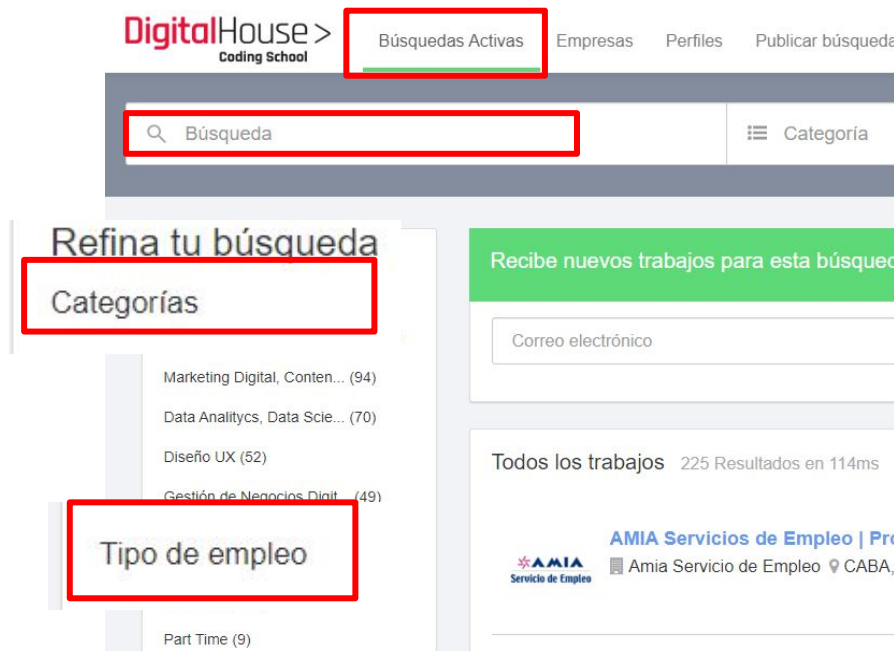 DigitalHouse>
Coding School
Búsquedas Activas Empresas Perfiles Publicar búsqueda
Búsqueda Categoría
Refina tu búsqueda
Categorías
Marketing Digital, Conten... (94)
Data Analitycs, Data Scie... (70)
Diseño UX (52)
Gestión de Negocios Digit... (49)
Tipo de empleo
Part Time (9)
Recibe nuevos trabajos para esta búsqued
Correo electrónico
Todos los trabajos 225 Resultados en 114ms
AMIA Servicios de Empleo | Pro
AMIA
Servicio de Empleo
Amia Servicio de Empleo CABA,